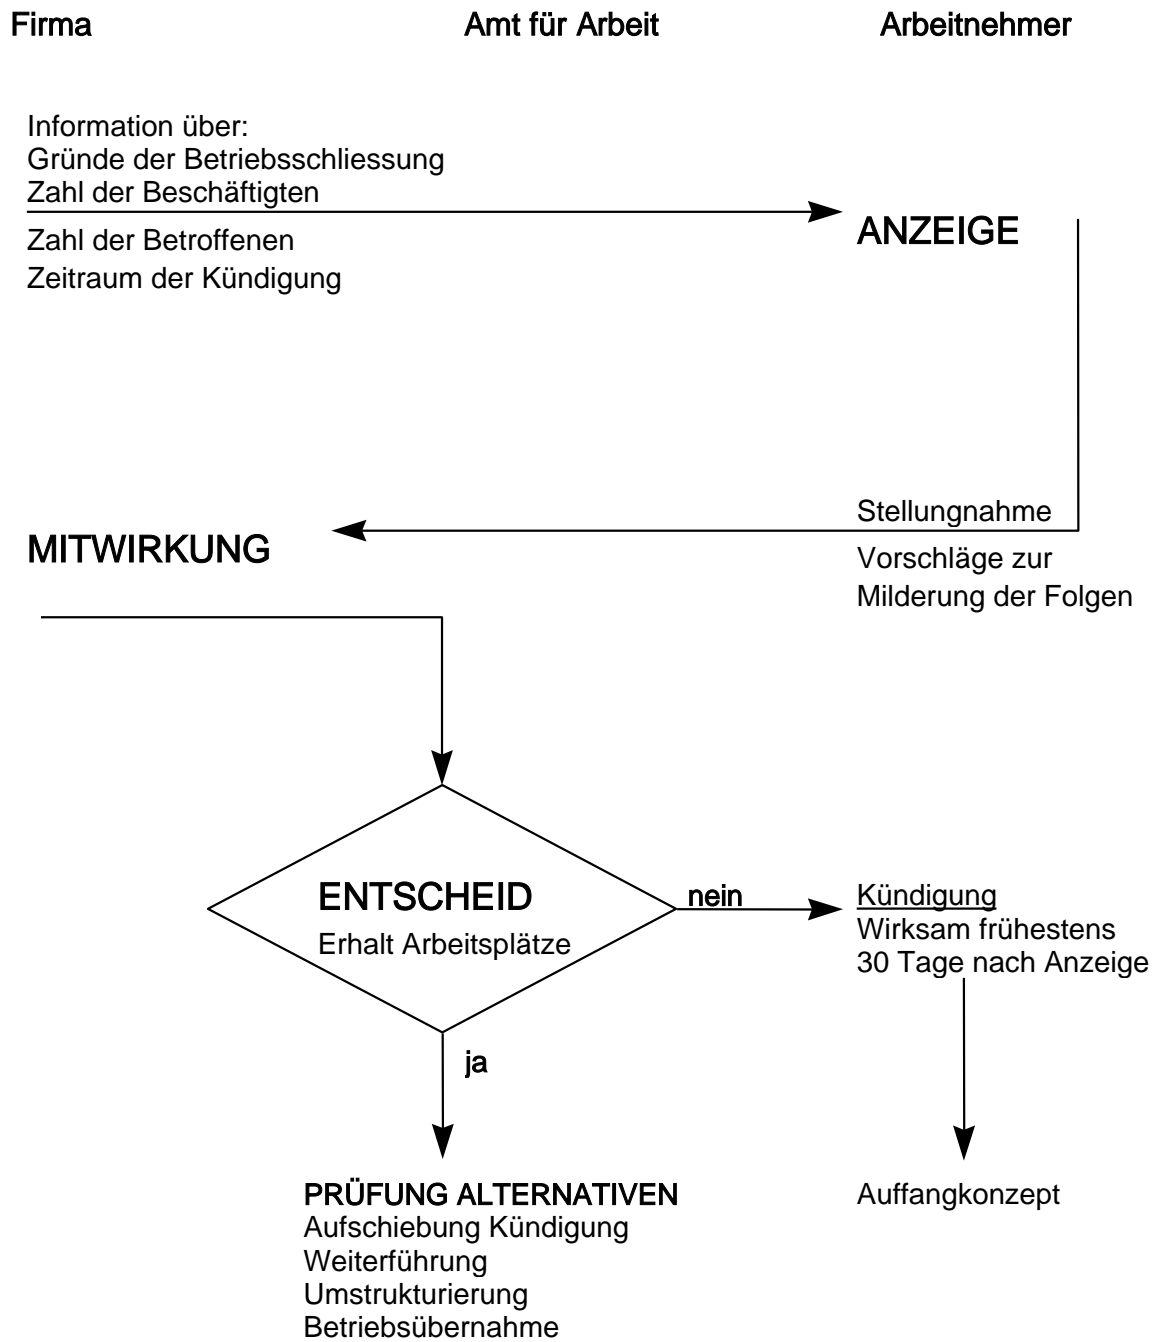 Firma
Amt für Arbeit
Arbeitnehmer
Information über:
Gründe der Betriebsschliessung
Zahl der Beschäftigten
Zahl der Betroffenen
Zeitraum der Kündigung
ANZEIGE
Stellungnahme
Vorschläge zur
Milderung der Folgen
MITWIRKUNG
ENTSCHEID
Erhalt Arbeitsplätze
nein
Kündigung
Wirksam frühestens
30 Tage nach Anzeige
ja
PRÜFUNG ALTERNATIVEN
Aufschiebung Kündigung
Weiterführung
Umstrukturierung
Betriebsübernahme
Auffangkonzept